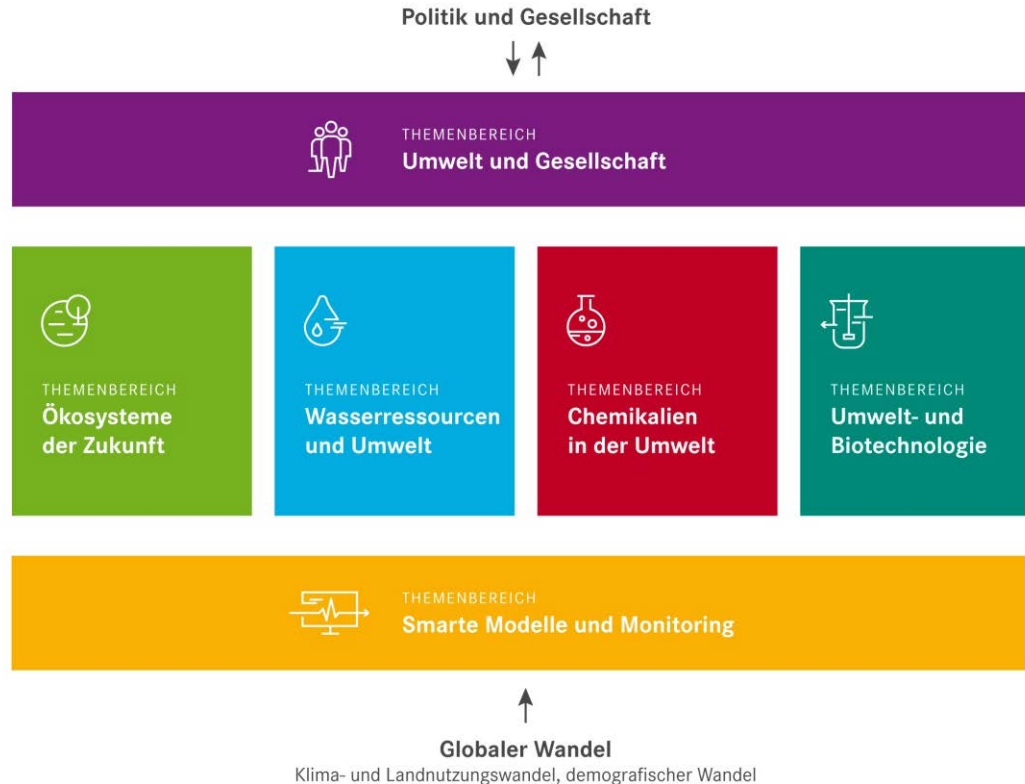 Politik und Gesellschaft
THEMENBEREICH
Umwelt und Gesellschaft
THEMENBEREICH
Ökosysteme
der Zukunft
THEMENBEREICH
Wasserressourcen
und Umwelt
THEMENBEREICH
Chemikalien
in der Umwelt
THEMENBEREICH
Umwelt- und
Biotechnologie
THEMENBEREICH
Smarte Modelle und Monitoring
Globaler Wandel
Klima- und Landnutzungswandel, demografischer Wandel